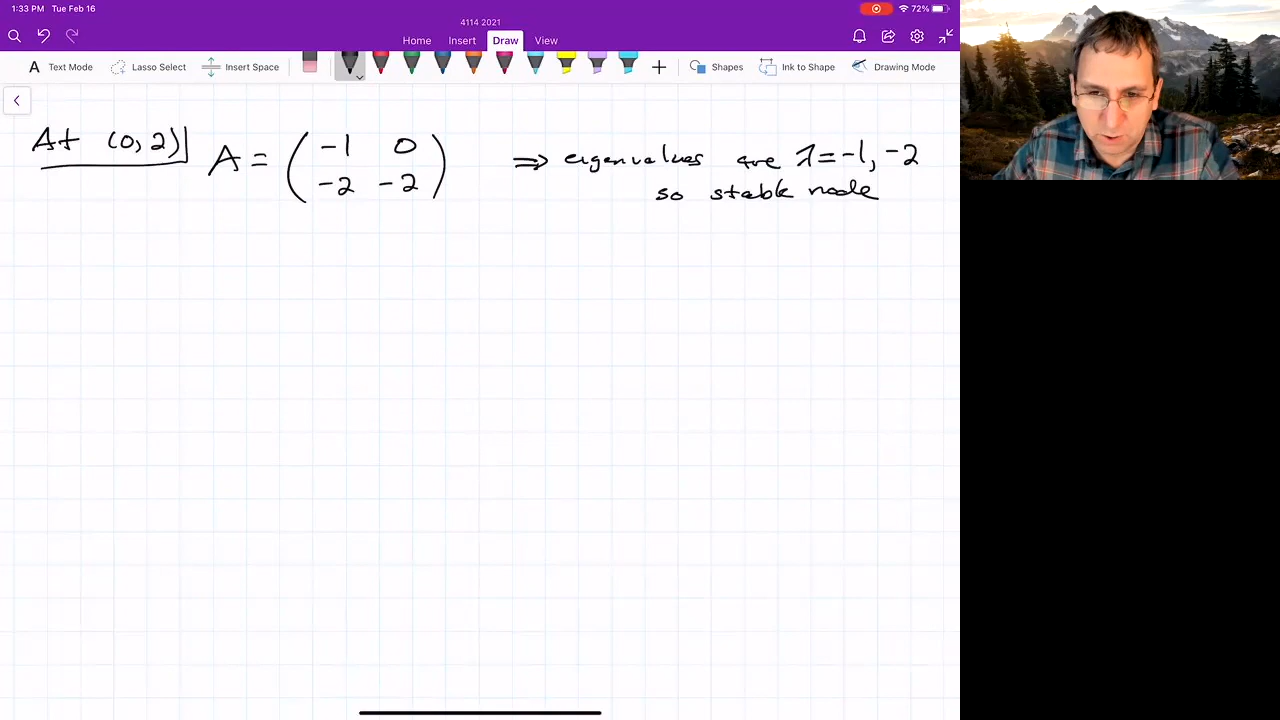 1:33 PM Tue Feb 16
72%
4114 2021
Home Insert Draw View
A Text Mode Lasso Select Insert Space Shapes Ink to Shape Drawing Mode
At (0,2) A = ( -1 0 ⇒ eigenvalues are λ = -1, -2
-2 -2 ) so stable node